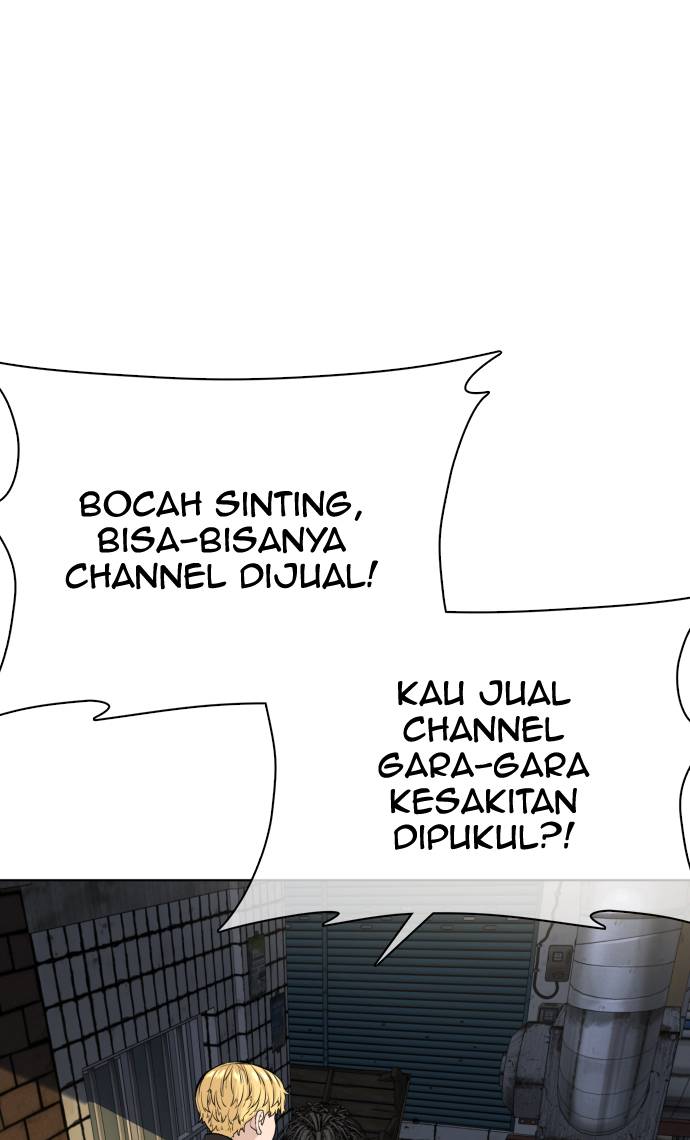 BOCAH SINTING,
BISA-BISANYA
CHANNEL DIJUAL!
KAU JUAL
CHANNEL
GARA-GARA
KESAKITAN
DIPUKUL?!